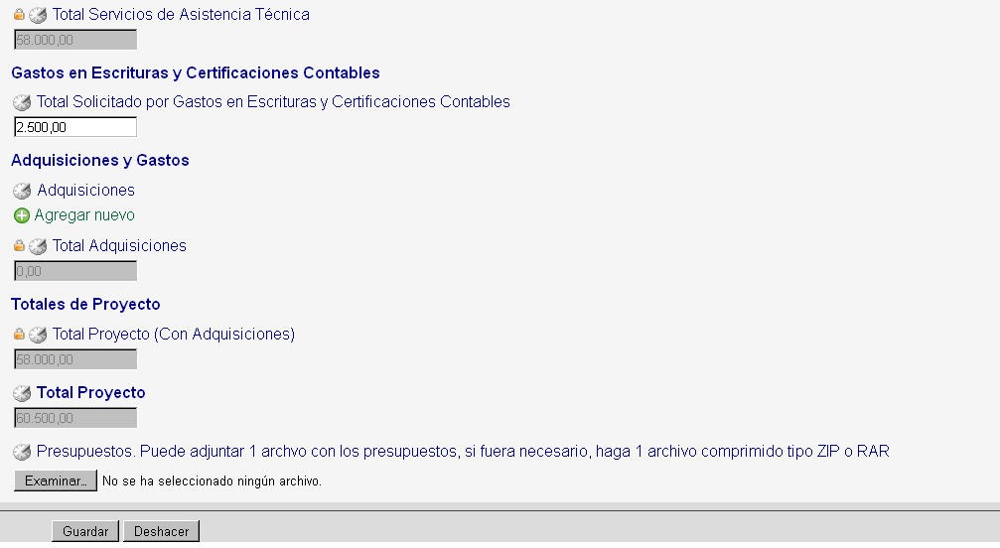 Total Servicios de Asistencia Técnica
58.000,00
Gastos en Escrituras y Certificaciones Contables
Total Solicitado por Gastos en Escrituras y Certificaciones Contables
2.500,00
Adquisiciones y Gastos
Adquisiciones
Agregar nuevo
Total Adquisiciones
0,00
Totales de Proyecto
Total Proyecto (Con Adquisiciones)
58.000,00
Total Proyecto
60.500,00
Presupuestos. Puede adjuntar 1 archvo con los presupuestos, si fuera necesario, haga 1 archivo comprimido tipo ZIP o RAR
Examinar... No se ha seleccionado ningún archivo.
Guardar Deshacer